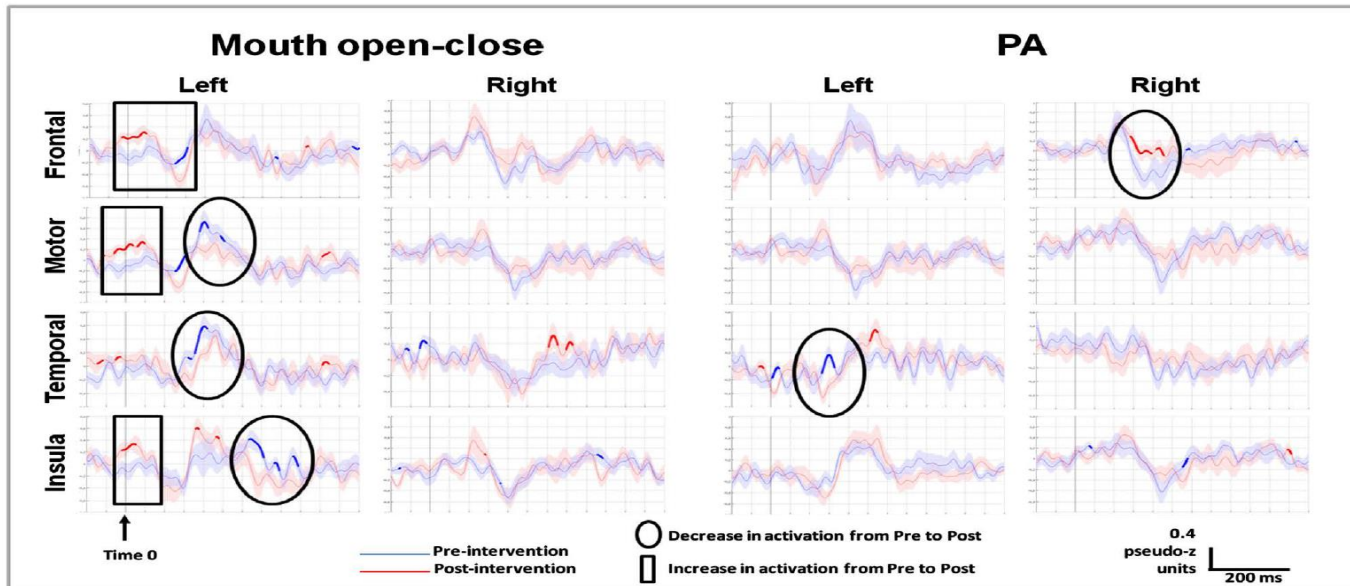 Mouth open-close PA
Left Right Left Right
Frontal
Motor
Temporal
Insula
Time 0
Pre-intervention
Post-intervention
Decrease in activation from Pre to Post
Increase in activation from Pre to Post
0.4
pseudo-z
units
200 ms